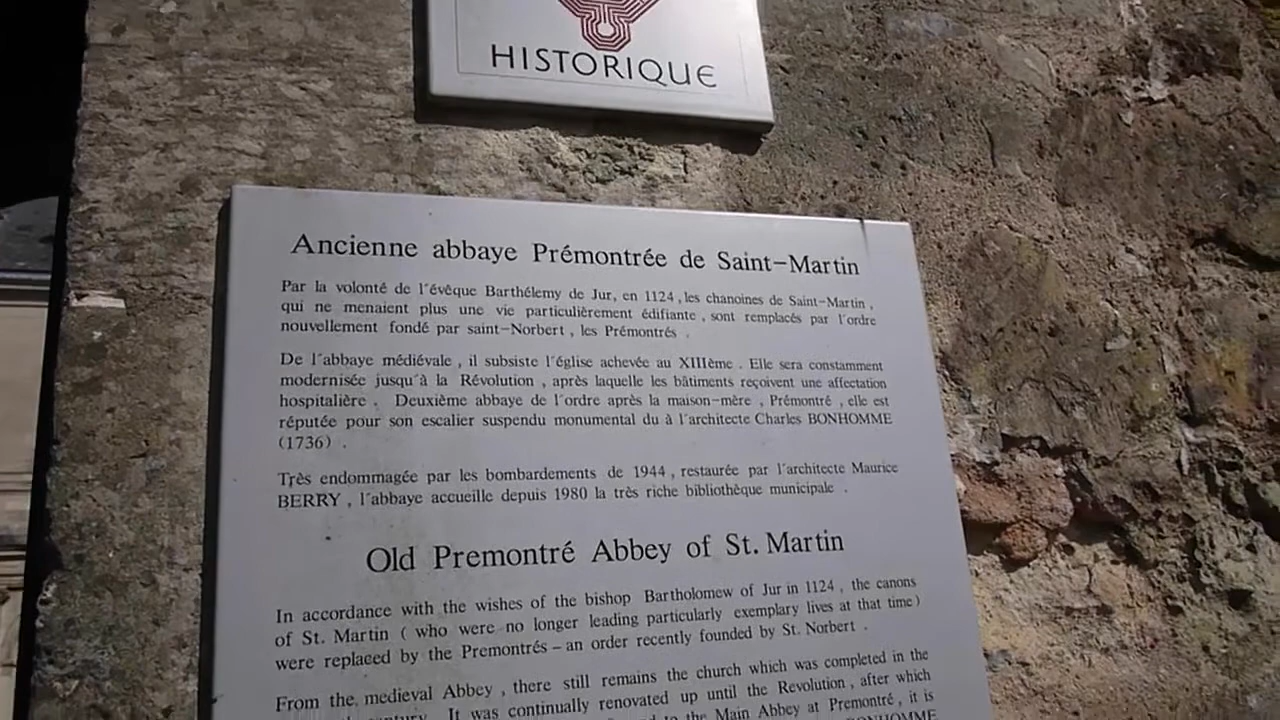 HISTORIQUE
Ancienne abbaye Prémontrée de Saint-Martin
Par la volonté de l'évêque Barthélemy de Jur, en 1124, les chanoines de Saint-Martin,
qui ne menaient plus une vie particulièrement édifiante, sont remplacés par l'ordre
nouvellement fondé par saint-Norbert, les Prémontrés.
De l'abbaye médiévale, il subsiste l'église achevée au XIIIème. Elle sera constamment
modernisée jusqu'à la Révolution, après laquelle les bâtiments reçoivent une affectation
hospitalière. Deuxième abbaye de l'ordre après la maison-mère, Prémontré, elle est
réputée pour son escalier suspendu monumental du à l'architecte Charles BONHOMME
(1736).
Très endommagée par les bombardements de 1944, restaurée par l'architecte Maurice
BERRY, l'abbaye accueille depuis 1980 la très riche bibliothèque municipale.
Old Premontré Abbey of St. Martin
In accordance with the wishes of the bishop Bartholomew of Jur in 1124, the canons
of St. Martin (who were no longer leading particularly exemplary lives at that time)
were replaced by the Premontrés - an order recently founded by St. Norbert.
From the medieval Abbey, there still remains the church which was completed in the
century. It was continually renovated up until the Revolution, after which
to the Main Abbey at Premontré, it is
BONHOMME